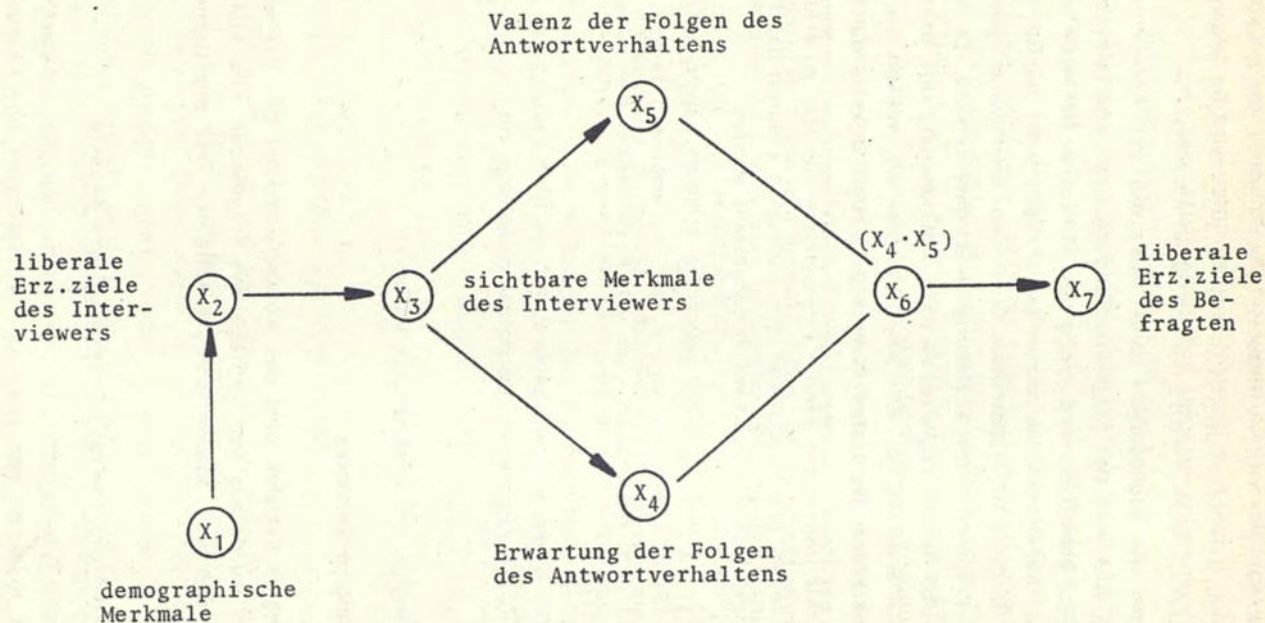 Valenz der Folgen des
Antwortverhaltens
X5
(X4·X5)
liberale
Erz.ziele
des Inter-
viewers
X2
X3
sichtbare Merkmale
des Interviewers
X6
X7
liberale
Erz.ziele
des Be-
fragten
X4
X1
Erwartung der Folgen
des Antwortverhaltens
demographische
Merkmale